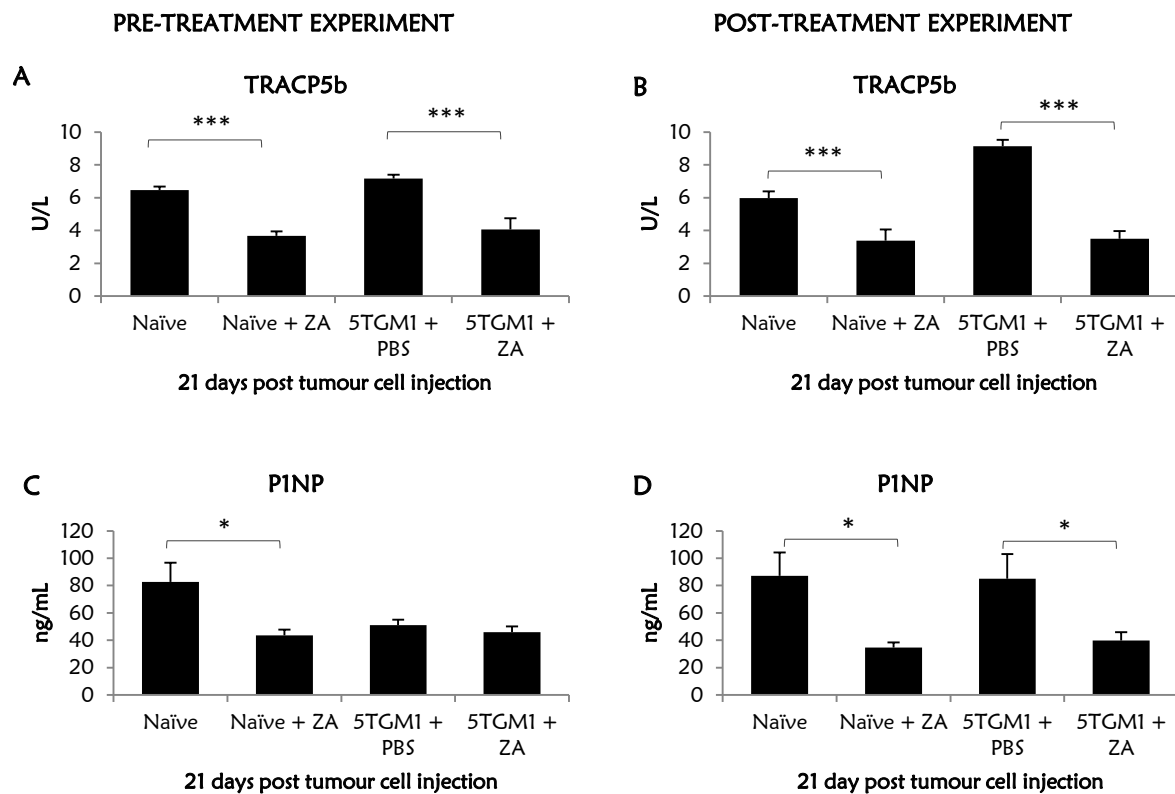 PRE-TREATMENT EXPERIMENT
POST-TREATMENT EXPERIMENT
A
TRACP5b
***
***
10
8
6
4
2
0
U/L
Naïve
Naïve + ZA
5TGM1 +
PBS
5TGM1 +
ZA
21 days post tumour cell injection
B
TRACP5b
***
***
10
8
6
4
2
0
U/L
Naïve
Naïve + ZA
5TGM1 +
PBS
5TGM1 +
ZA
21 day post tumour cell injection
C
P1NP
*
120
100
80
60
40
20
0
ng/mL
Naïve
Naïve + ZA
5TGM1 +
PBS
5TGM1 +
ZA
21 days post tumour cell injection
D
P1NP
*
*
120
100
80
60
40
20
0
ng/mL
Naïve
Naïve + ZA
5TGM1 +
PBS
5TGM1 +
ZA
21 day post tumour cell injection